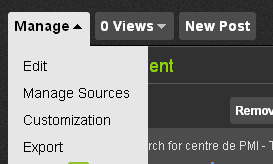 Manage 0 Views New Post
Edit
ent
Manage Sources
Customization
Remov
Export
rch for centre de PMI - T